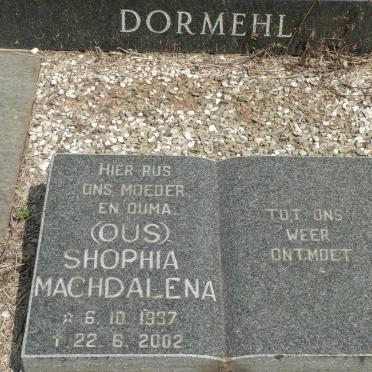 DORMEHL
HIER RUS
ONS MOEDER
EN OUMA
(OUS)
SHOPHIA
MACHDALENA
* 6. 10. 1937
† 22. 6. 2002
TOT ONS
WEER
ONTMOET